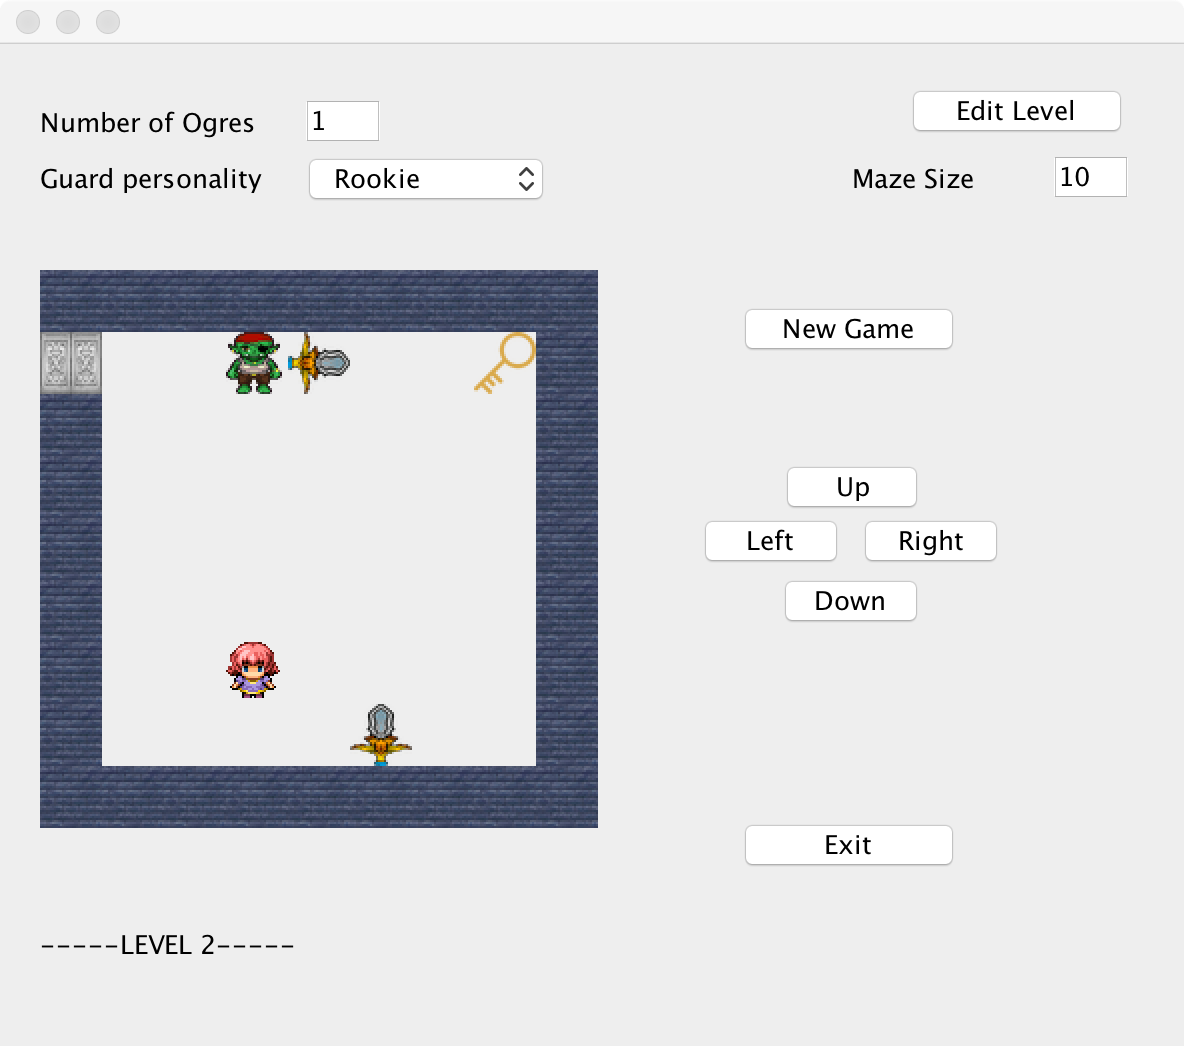 Number of Ogres 1
Edit Level
Guard personality Rookie
Maze Size 10
New Game
Up
Left Right
Down
Exit
-----LEVEL 2-----